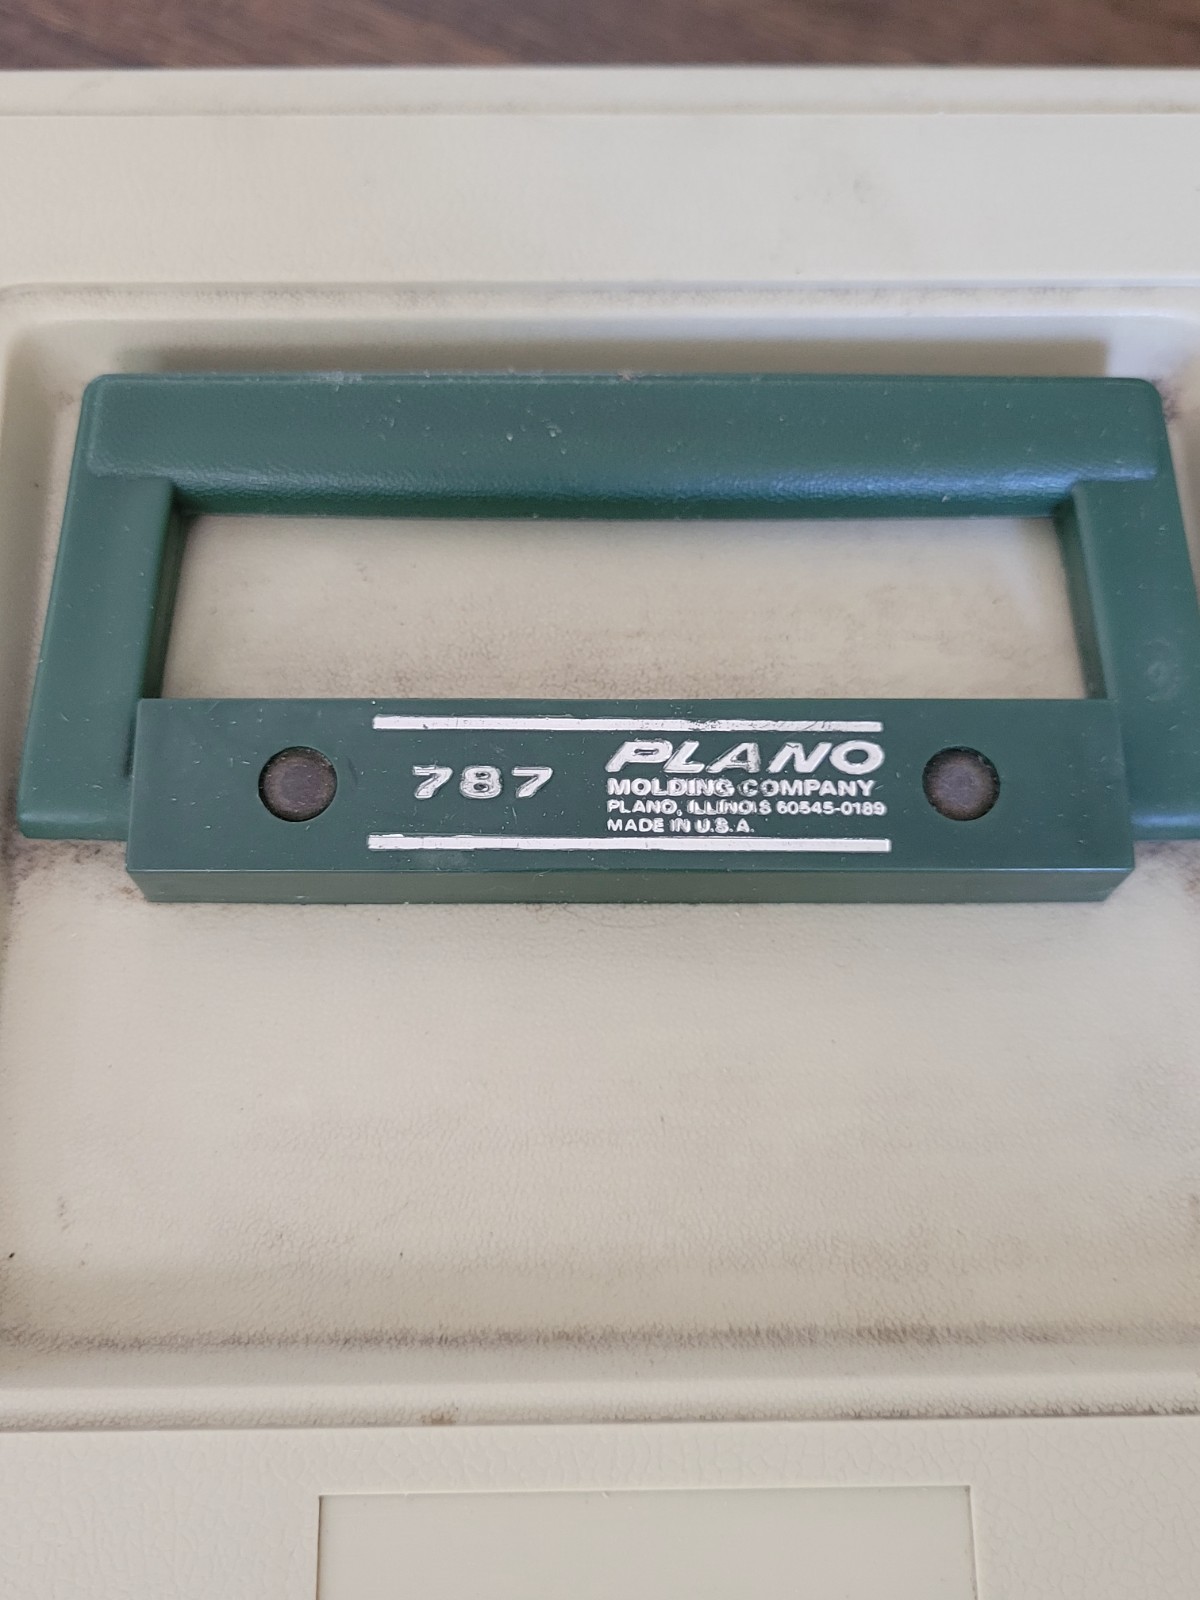 787
PLANO
MOLDING COMPANY
PLANO, ILLINOIS 60545-0189
MADE IN U.S.A.